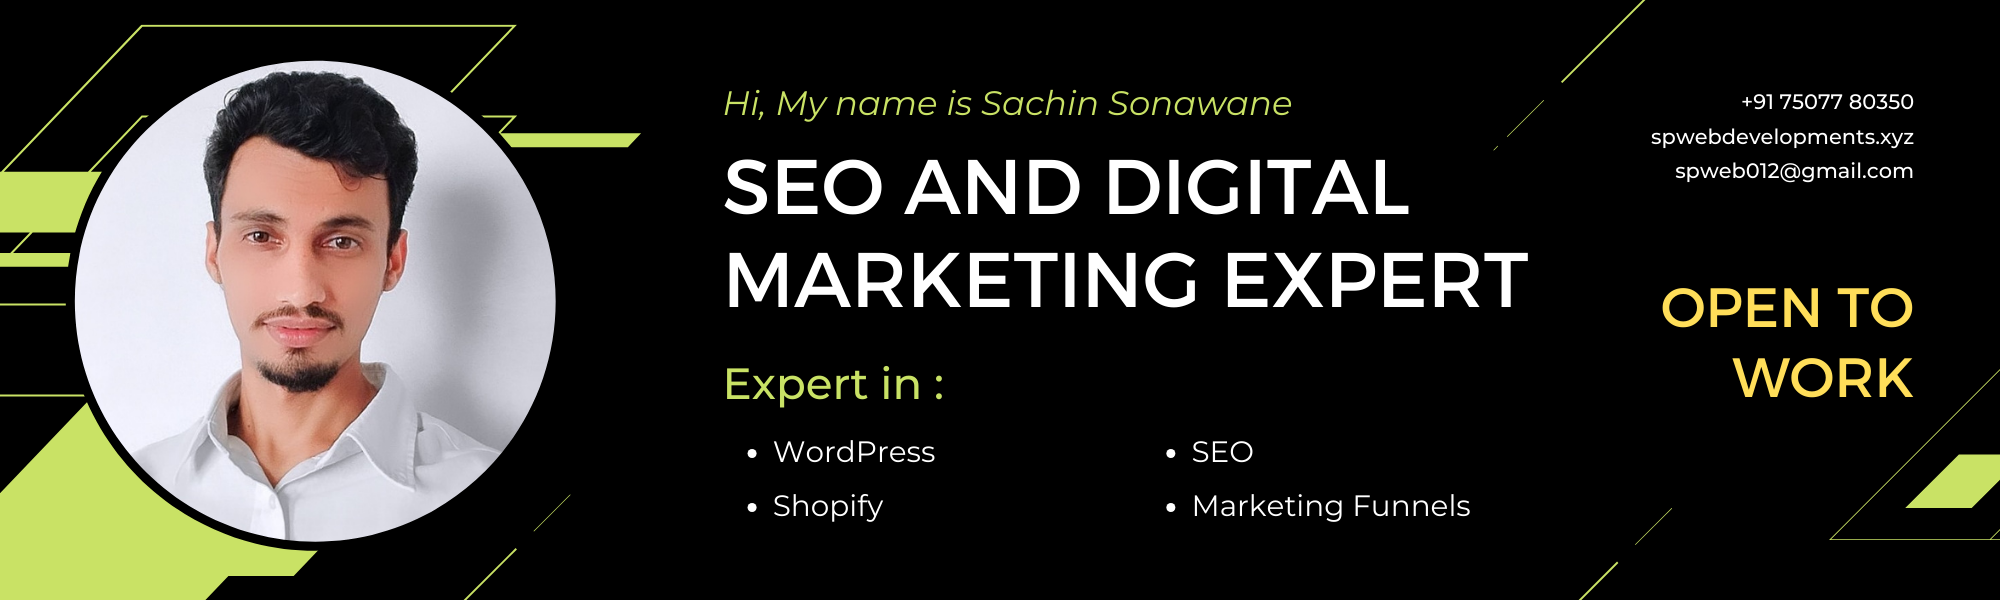 Hi, My name is Sachin Sonawane
SEO AND DIGITAL
MARKETING EXPERT
Expert in :
• WordPress
• Shopify
• SEO
• Marketing Funnels
+91 75077 80350
spwebdevelopments.xyz
spweb012@gmail.com
OPEN TO
WORK